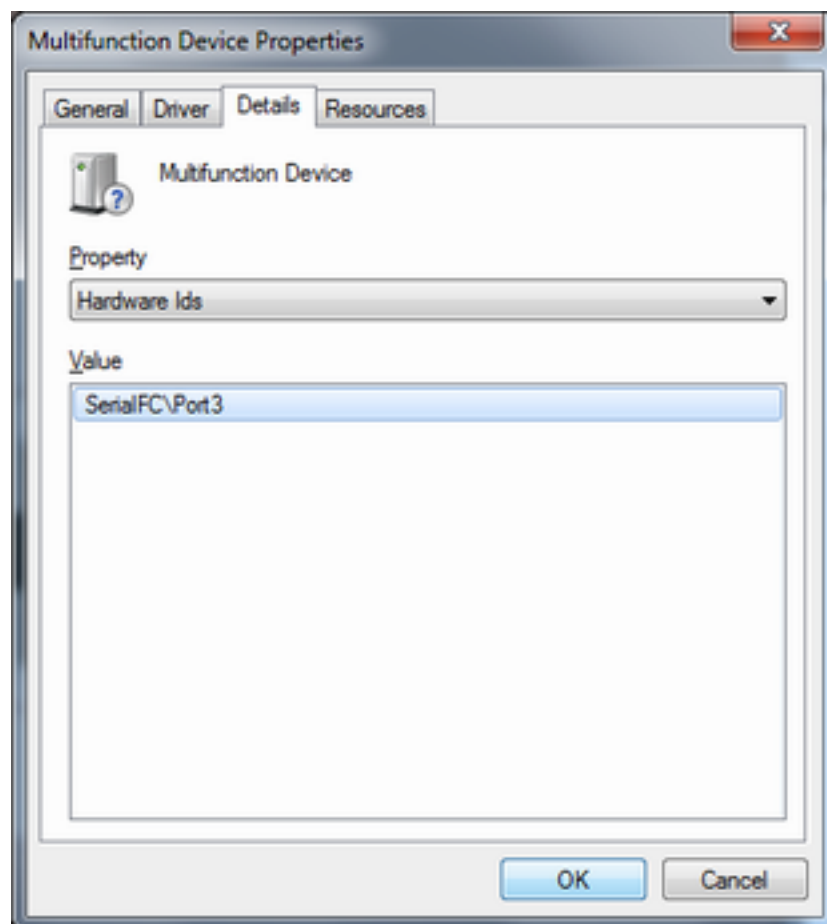 Multifunction Device Properties
General Driver Details Resources
Multifunction Device
Property
Hardware Ids
Value
SerialFC\Port3
OK Cancel